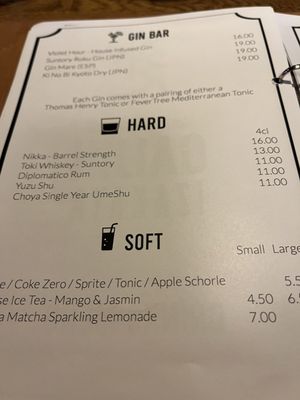 GIN BAR
Violet Hour - House Infused Gin 16.00
Suntory Roku Gin (JPN) 19.00
Gin Mare (ESP) 19.00
Ki No Bi Kyoto Dry (JPN) 19.00
Each Gin comes with a pairing of either a
Thomas Henry Tonic or Fever Tree Mediterranean Tonic
HARD
4cl
Nikka - Barrel Strength 16.00
Toki Whiskey - Suntory 13.00
Diplomatico Rum 11.00
Yuzu Shu 11.00
Choya Single Year UmeShu 11.00
SOFT
Small Large
/ Coke Zero / Sprite / Tonic / Apple Schorle 5.5
Ice Tea - Mango & Jasmin 4.50 6.
Matcha Sparkling Lemonade 7.00